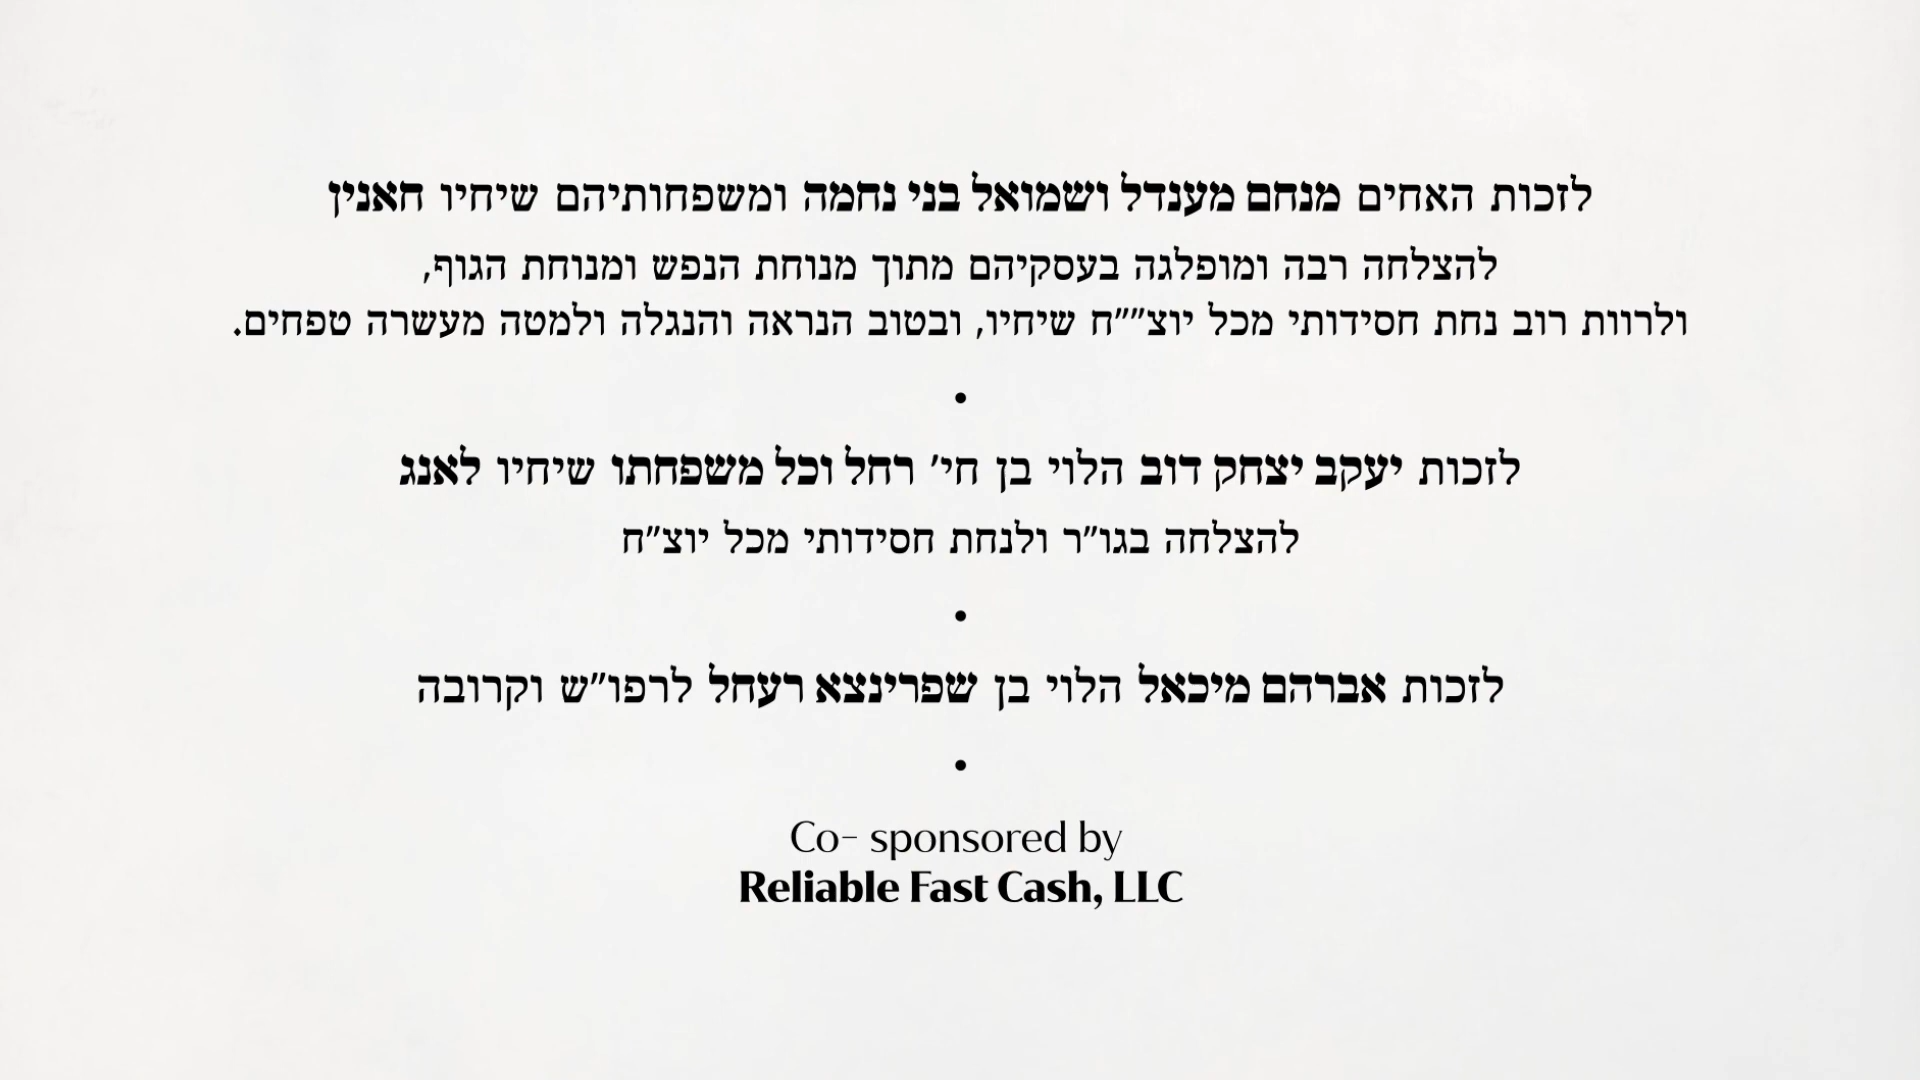 לזכות האחים מנחם מענדל ושמואל בני נחמה ומשפחותיהם שיחיו חאנין
להצלחה רבה ומופלגה בעסקיהם מתוך מנוחת הנפש ומנוחת הגוף,
ולרוות רוב נחת חסידותי מכל יוצ""ח שיחיו, ובטוב הנראה והנגלה ולמטה מעשרה טפחים.
•
לזכות יעקב יצחק דוב הלוי בן חי' רחל וכל משפחתו שיחיו לאנג
להצלחה בגו"ר ולנחת חסידותי מכל יוצ"ח
•
לזכות אברהם מיכאל הלוי בן שפרינצא רעחל לרפו"ש וקרובה
•
Co- sponsored by
Reliable Fast Cash, LLC